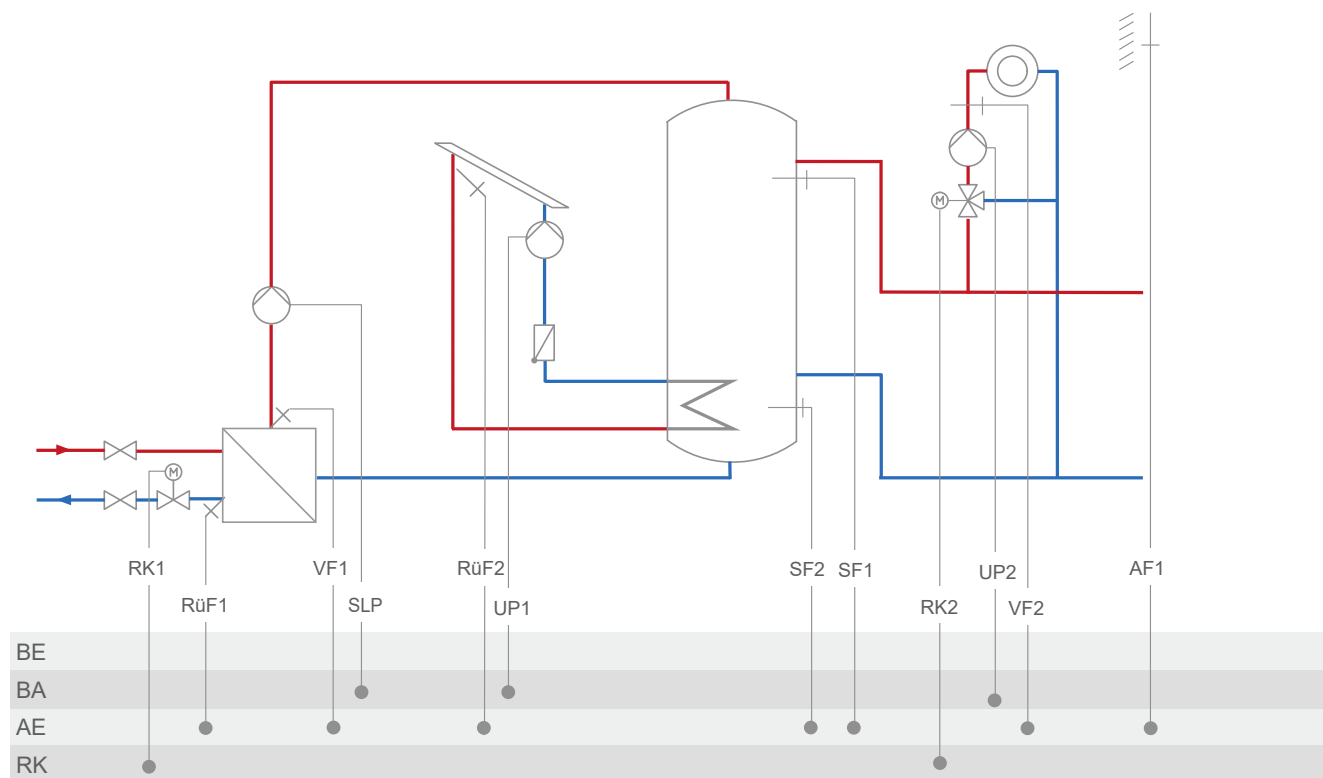 M
M
RK1
VF1
RüF2
SF2
SF1
UP2
AF1
RüF1
SLP
UP1
RK2
VF2
BE
BA
AE
RK